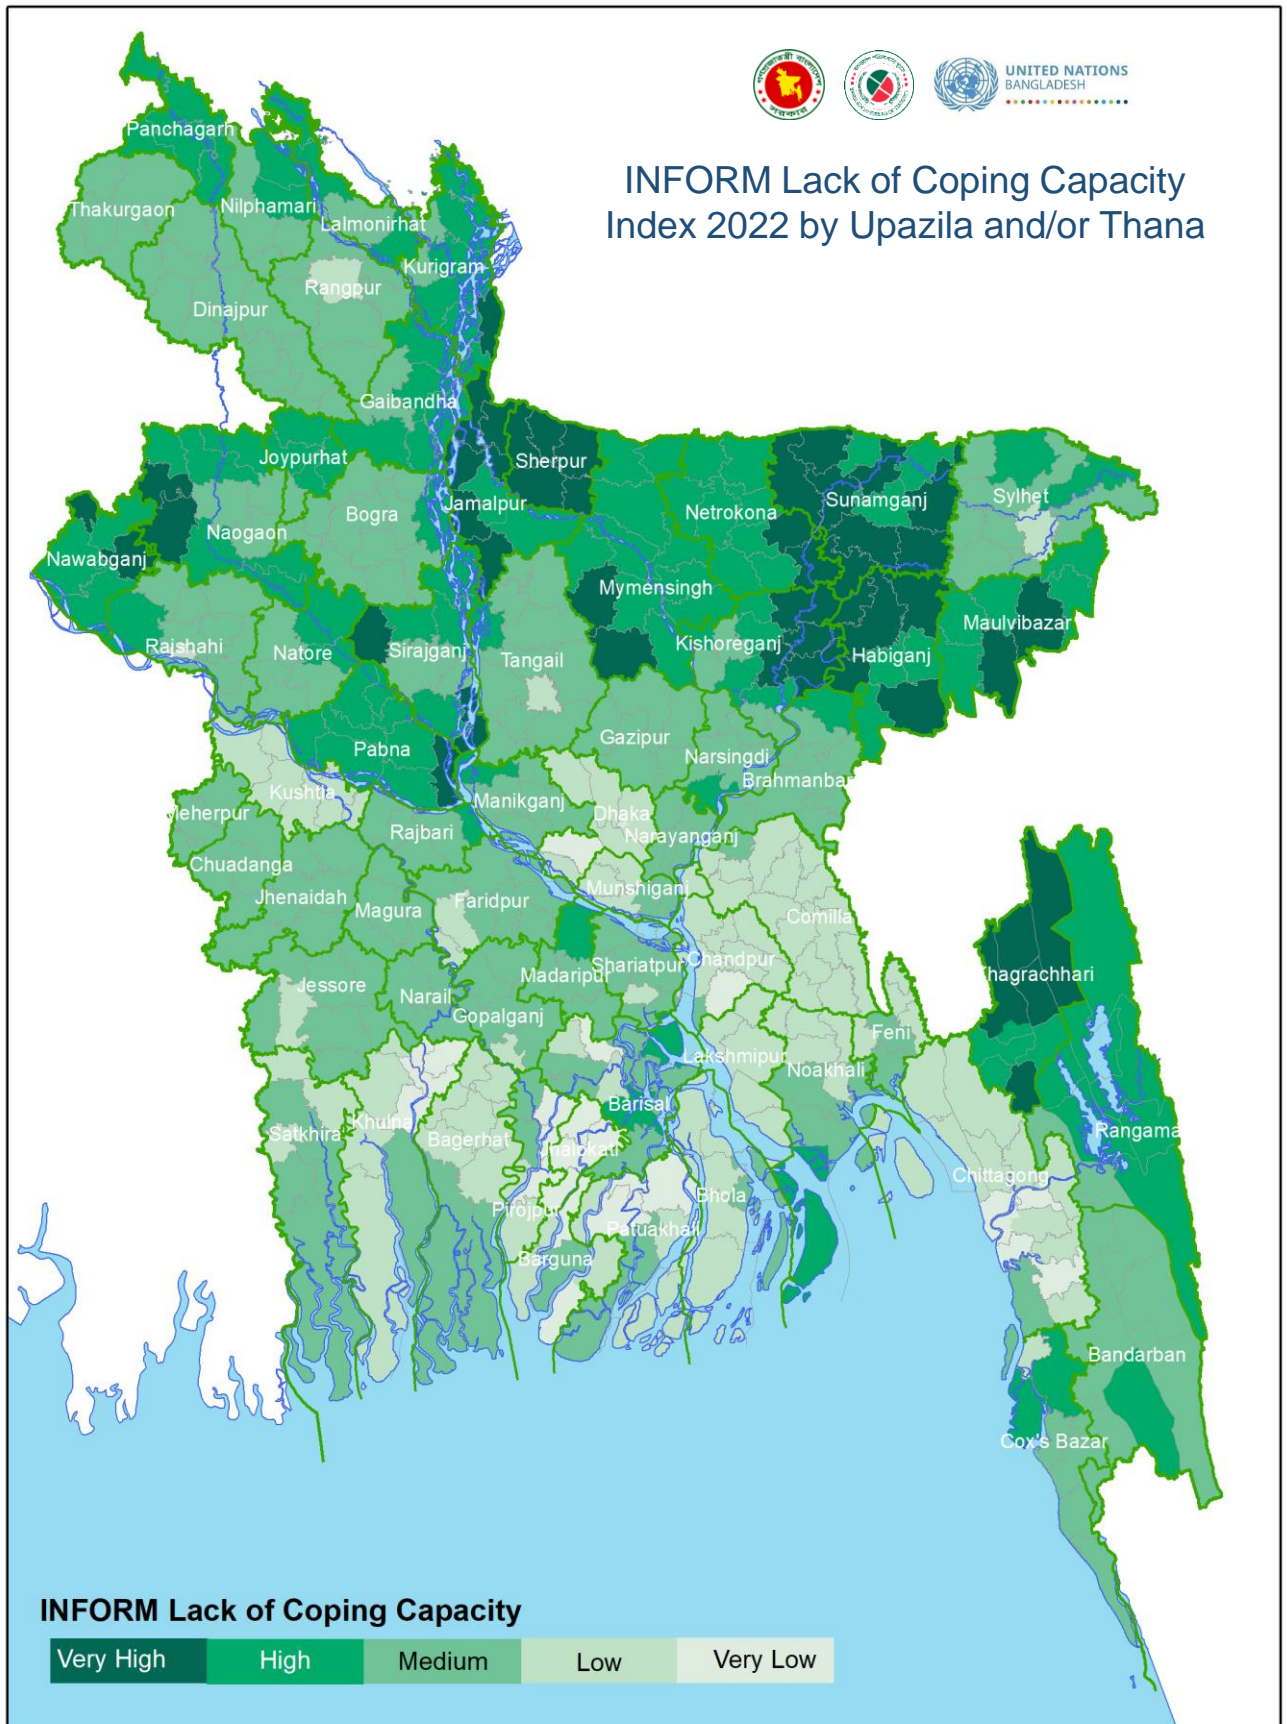 UNITED NATIONS
BANGLADESH
INFORM Lack of Coping Capacity
Index 2022 by Upazila and/or Thana
Panchagarh
Thakurgaon
Nilphamari
Lalmonirhat
Kurigram
Rangpur
Dinajpur
Gaibandha
Joypurhat
Sherpur
Jamalpur
Bogra
Naogaon
Netrokona
Sunamganj
Sylhet
Nawabganj
Mymensingh
Maulvibazar
Rajshahi
Natore
Sirajganj
Tangail
Kishoreganj
Habiganj
Pabna
Gazipur
Narsingdi
Brahmanbar
Kushtia
Manikganj
Dhaka
Meherpur
Rajbari
Narayanganj
Chuadanga
Jhenaidah
Magura
Faridpur
Munshiganj
Comilla
Jessore
Narail
Madaripur
Shariatpur
Chandpur
Khagrachhari
Gopalganj
Feni
Lakshmipur
Noakhali
Satkhira
Khulna
Bagerhat
Barisal
Jhalokati
Rangama
Chittagong
Pirojpur
Bhola
Patuakhali
Barguna
Bandarban
Cox's Bazar
INFORM Lack of Coping Capacity
Very High
High
Medium
Low
Very Low